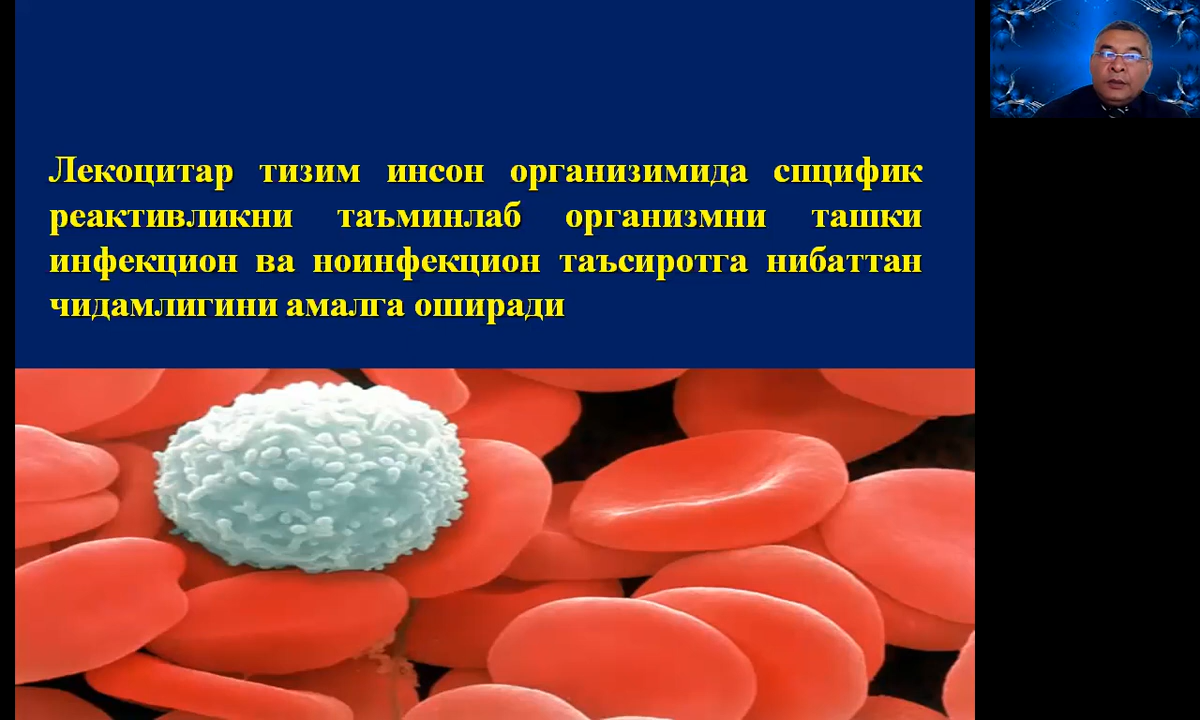 Лекоцитар тизим инсон организимида спцифик
реактивликни таъминлаб организмни ташки
инфекцион ва ноинфекцион таъсиротга нибаттан
чидамлигини амалга оширади